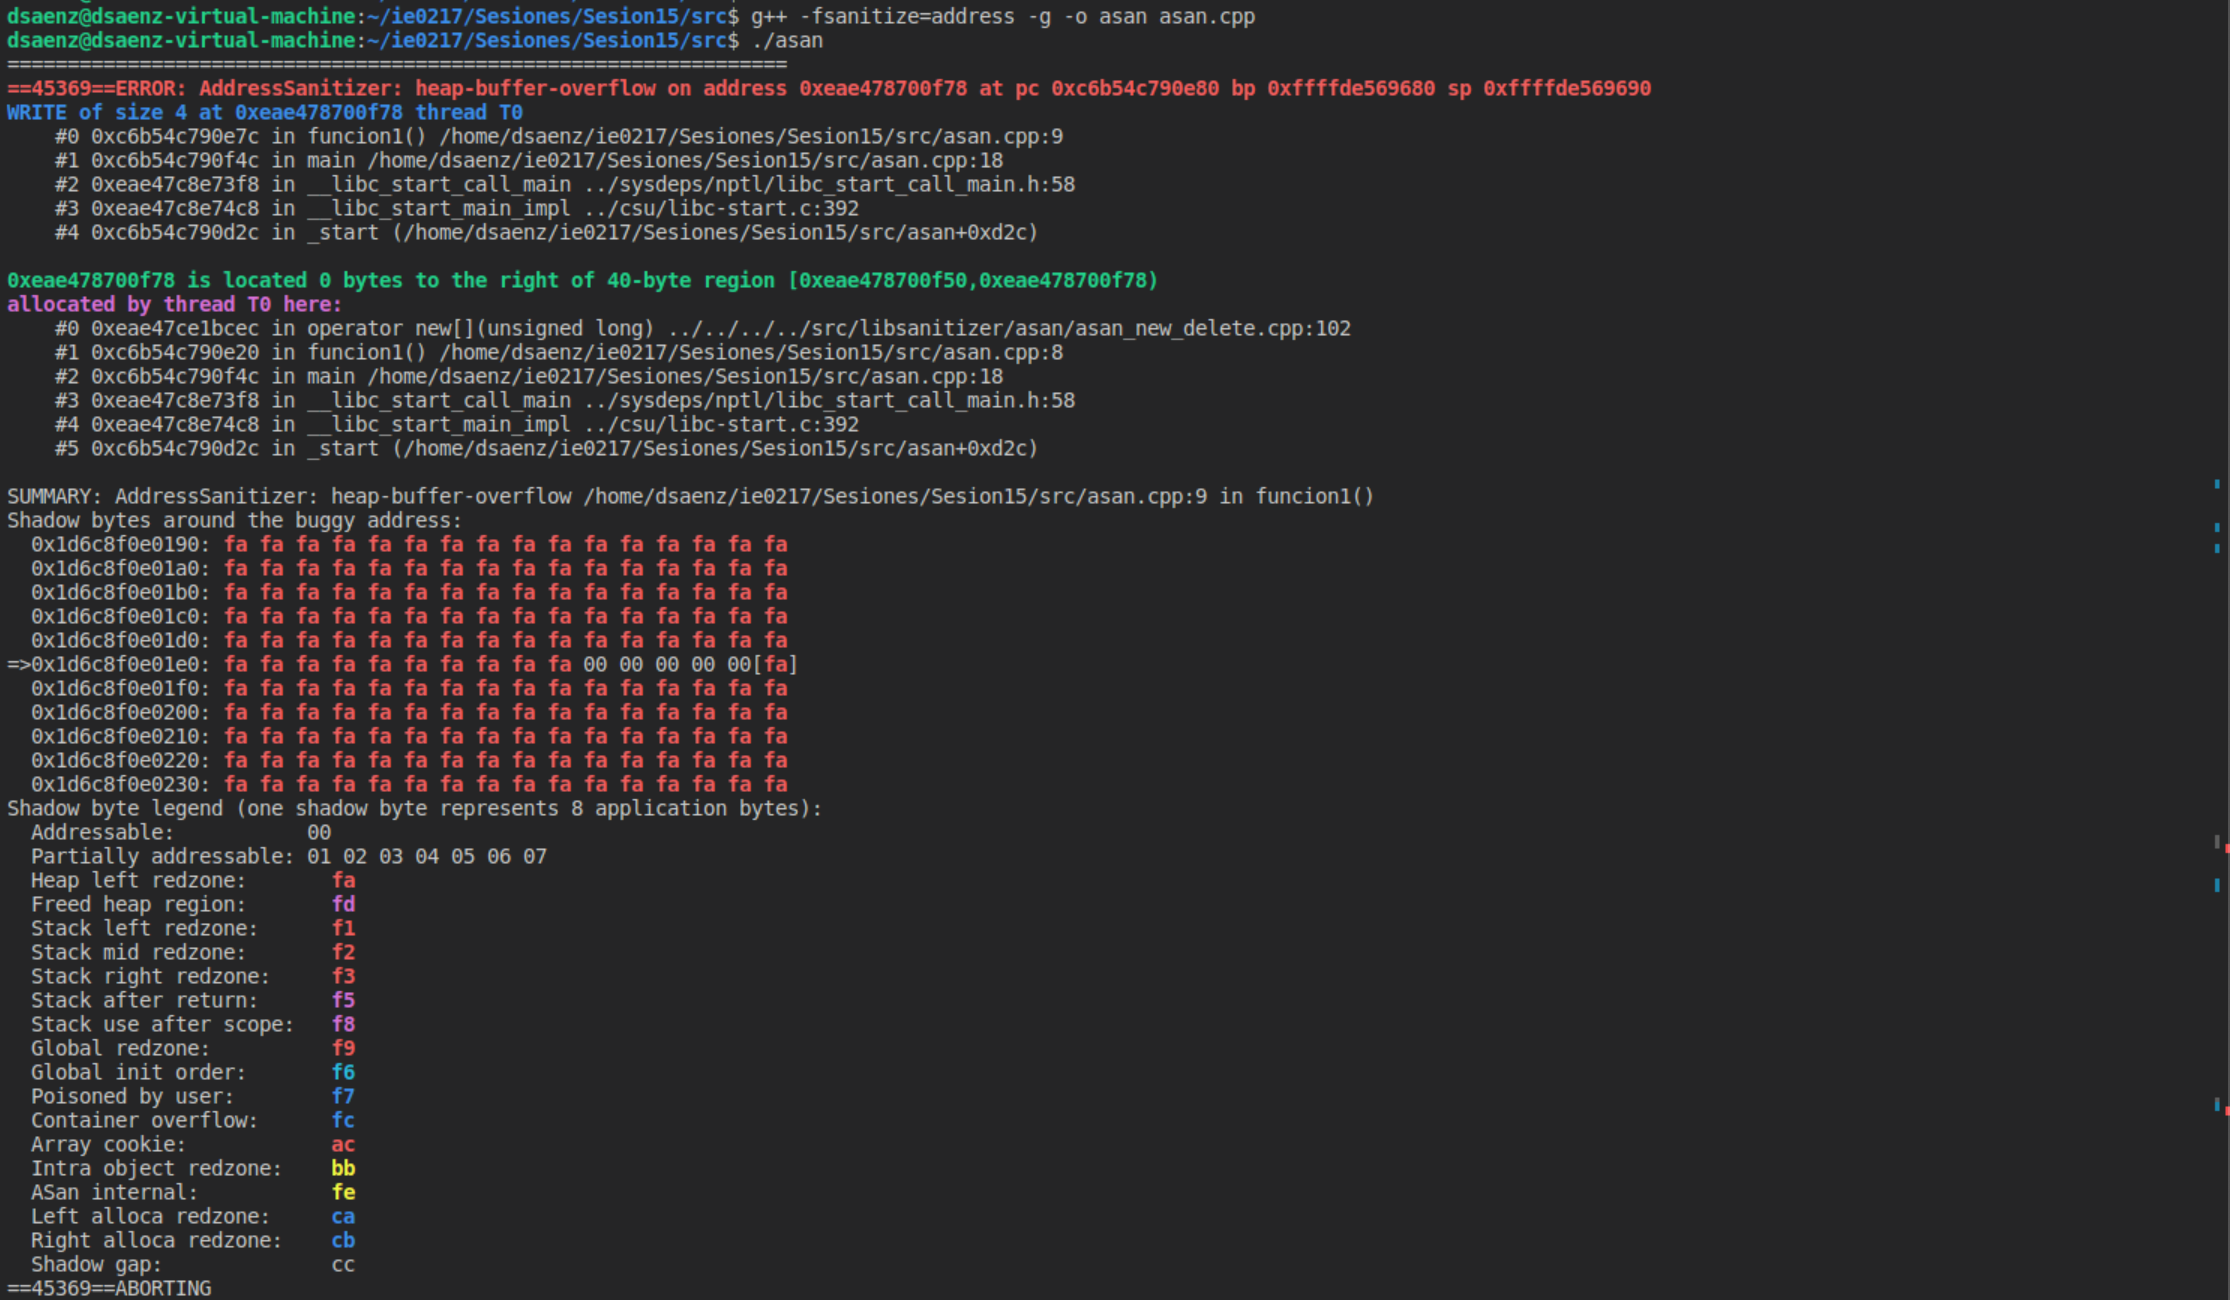 dsaenz@dsaenz-virtual-machine:~/ie0217/Sesiones/Sesion15/src$ g++ -fsanitize=address -g -o asan asan.cpp
dsaenz@dsaenz-virtual-machine:~/ie0217/Sesiones/Sesion15/src$ ./asan
=================================================================
==45369==ERROR: AddressSanitizer: heap-buffer-overflow on address 0xeae478700f78 at pc 0xc6b54c790e80 bp 0xffffde569680 sp 0xffffde569690
WRITE of size 4 at 0xeae478700f78 thread T0
    #0 0xc6b54c790e7c in funcion1() /home/dsaenz/ie0217/Sesiones/Sesion15/src/asan.cpp:9
    #1 0xc6b54c790f4c in main /home/dsaenz/ie0217/Sesiones/Sesion15/src/asan.cpp:18
    #2 0xeae47c8e73f8 in __libc_start_call_main ../sysdeps/nptl/libc_start_call_main.h:58
    #3 0xeae47c8e74c8 in __libc_start_main_impl ../csu/libc-start.c:392
    #4 0xc6b54c790d2c in _start (/home/dsaenz/ie0217/Sesiones/Sesion15/src/asan+0xd2c)

0xeae478700f78 is located 0 bytes to the right of 40-byte region [0xeae478700f50,0xeae478700f78)
allocated by thread T0 here:
    #0 0xeae47ce1bcec in operator new[](unsigned long) ../../../../src/libsanitizer/asan/asan_new_delete.cpp:102
    #1 0xc6b54c790e20 in funcion1() /home/dsaenz/ie0217/Sesiones/Sesion15/src/asan.cpp:8
    #2 0xc6b54c790f4c in main /home/dsaenz/ie0217/Sesiones/Sesion15/src/asan.cpp:18
    #3 0xeae47c8e73f8 in __libc_start_call_main ../sysdeps/nptl/libc_start_call_main.h:58
    #4 0xeae47c8e74c8 in __libc_start_main_impl ../csu/libc-start.c:392
    #5 0xc6b54c790d2c in _start (/home/dsaenz/ie0217/Sesiones/Sesion15/src/asan+0xd2c)

SUMMARY: AddressSanitizer: heap-buffer-overflow /home/dsaenz/ie0217/Sesiones/Sesion15/src/asan.cpp:9 in funcion1()
Shadow bytes around the buggy address:
  0x1d6c8f0e0190: fa fa fa fa fa fa fa fa fa fa fa fa fa fa fa fa
  0x1d6c8f0e01a0: fa fa fa fa fa fa fa fa fa fa fa fa fa fa fa fa
  0x1d6c8f0e01b0: fa fa fa fa fa fa fa fa fa fa fa fa fa fa fa fa
  0x1d6c8f0e01c0: fa fa fa fa fa fa fa fa fa fa fa fa fa fa fa fa
  0x1d6c8f0e01d0: fa fa fa fa fa fa fa fa fa fa fa fa fa fa fa fa
=>0x1d6c8f0e01e0: fa fa fa fa fa fa fa fa fa fa 00 00 00 00 00[fa]
  0x1d6c8f0e01f0: fa fa fa fa fa fa fa fa fa fa fa fa fa fa fa fa
  0x1d6c8f0e0200: fa fa fa fa fa fa fa fa fa fa fa fa fa fa fa fa
  0x1d6c8f0e0210: fa fa fa fa fa fa fa fa fa fa fa fa fa fa fa fa
  0x1d6c8f0e0220: fa fa fa fa fa fa fa fa fa fa fa fa fa fa fa fa
  0x1d6c8f0e0230: fa fa fa fa fa fa fa fa fa fa fa fa fa fa fa fa
Shadow byte legend (one shadow byte represents 8 application bytes):
  Addressable:           00
  Partially addressable: 01 02 03 04 05 06 07
  Heap left redzone:       fa
  Freed heap region:       fd
  Stack left redzone:      f1
  Stack mid redzone:       f2
  Stack right redzone:     f3
  Stack after return:      f5
  Stack use after scope:   f8
  Global redzone:          f9
  Global init order:       f6
  Poisoned by user:        f7
  Container overflow:      fc
  Array cookie:            ac
  Intra object redzone:    bb
  ASan internal:           fe
  Left alloca redzone:     ca
  Right alloca redzone:    cb
  Shadow gap:              cc
==45369==ABORTING